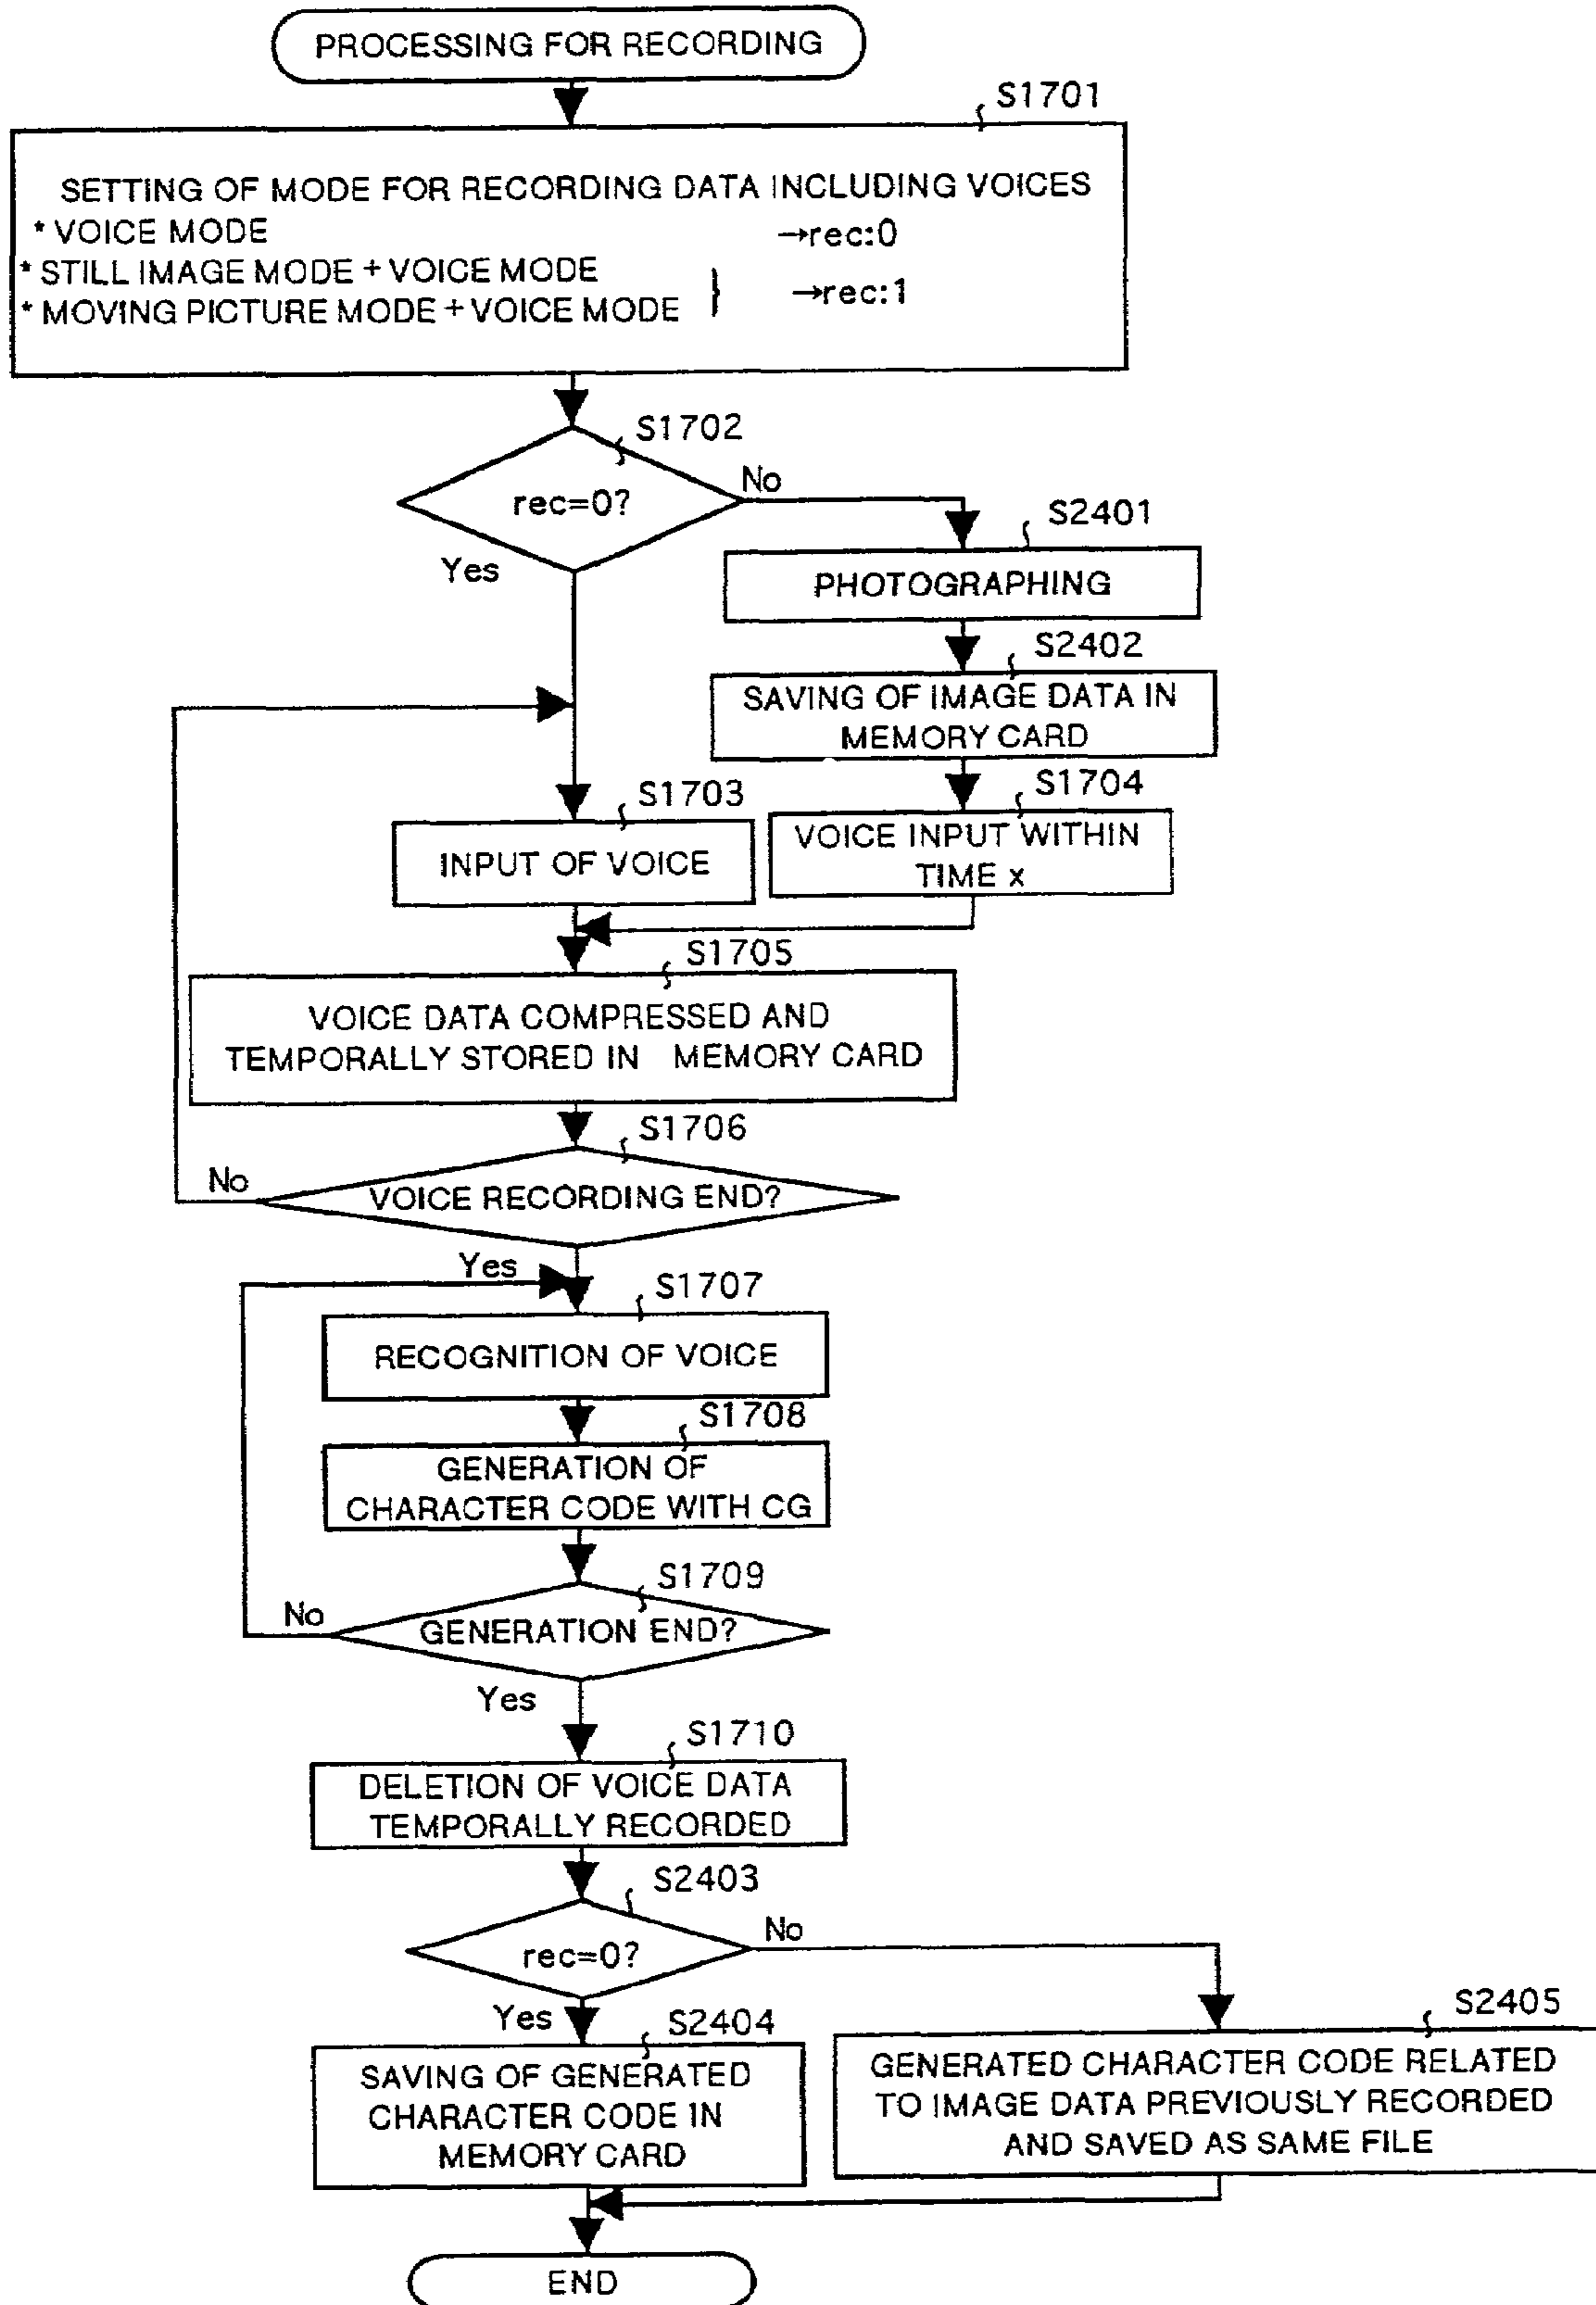 PROCESSING FOR RECORDING
S1701
SETTING OF MODE FOR RECORDING DATA INCLUDING VOICES
* VOICE MODE →rec:0
* STILL IMAGE MODE + VOICE MODE
* MOVING PICTURE MODE + VOICE MODE } →rec:1
S1702
rec=0?
No
Yes
S2401
PHOTOGRAPHING
S2402
SAVING OF IMAGE DATA IN
MEMORY CARD
S1703
INPUT OF VOICE
S1704
VOICE INPUT WITHIN
TIME x
S1705
VOICE DATA COMPRESSED AND
TEMPORALLY STORED IN MEMORY CARD
S1706
No
VOICE RECORDING END?
Yes
S1707
RECOGNITION OF VOICE
S1708
GENERATION OF
CHARACTER CODE WITH CG
S1709
No
GENERATION END?
Yes
S1710
DELETION OF VOICE DATA
TEMPORALLY RECORDED
S2403
rec=0?
No
Yes
S2404
SAVING OF GENERATED
CHARACTER CODE IN
MEMORY CARD
S2405
GENERATED CHARACTER CODE RELATED
TO IMAGE DATA PREVIOUSLY RECORDED
AND SAVED AS SAME FILE
END